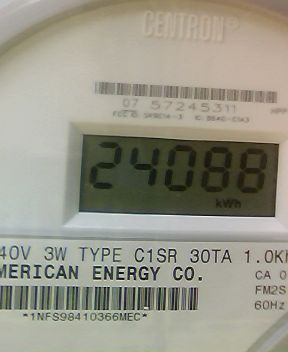 CENTRON®
07 57245311
24088
kWh
40V 3W TYPE C1SR 30TA 1.0Kh
MERICAN ENERGY CO.
CA 0
FM2S
60Hz
*1NFS98410366MEC*